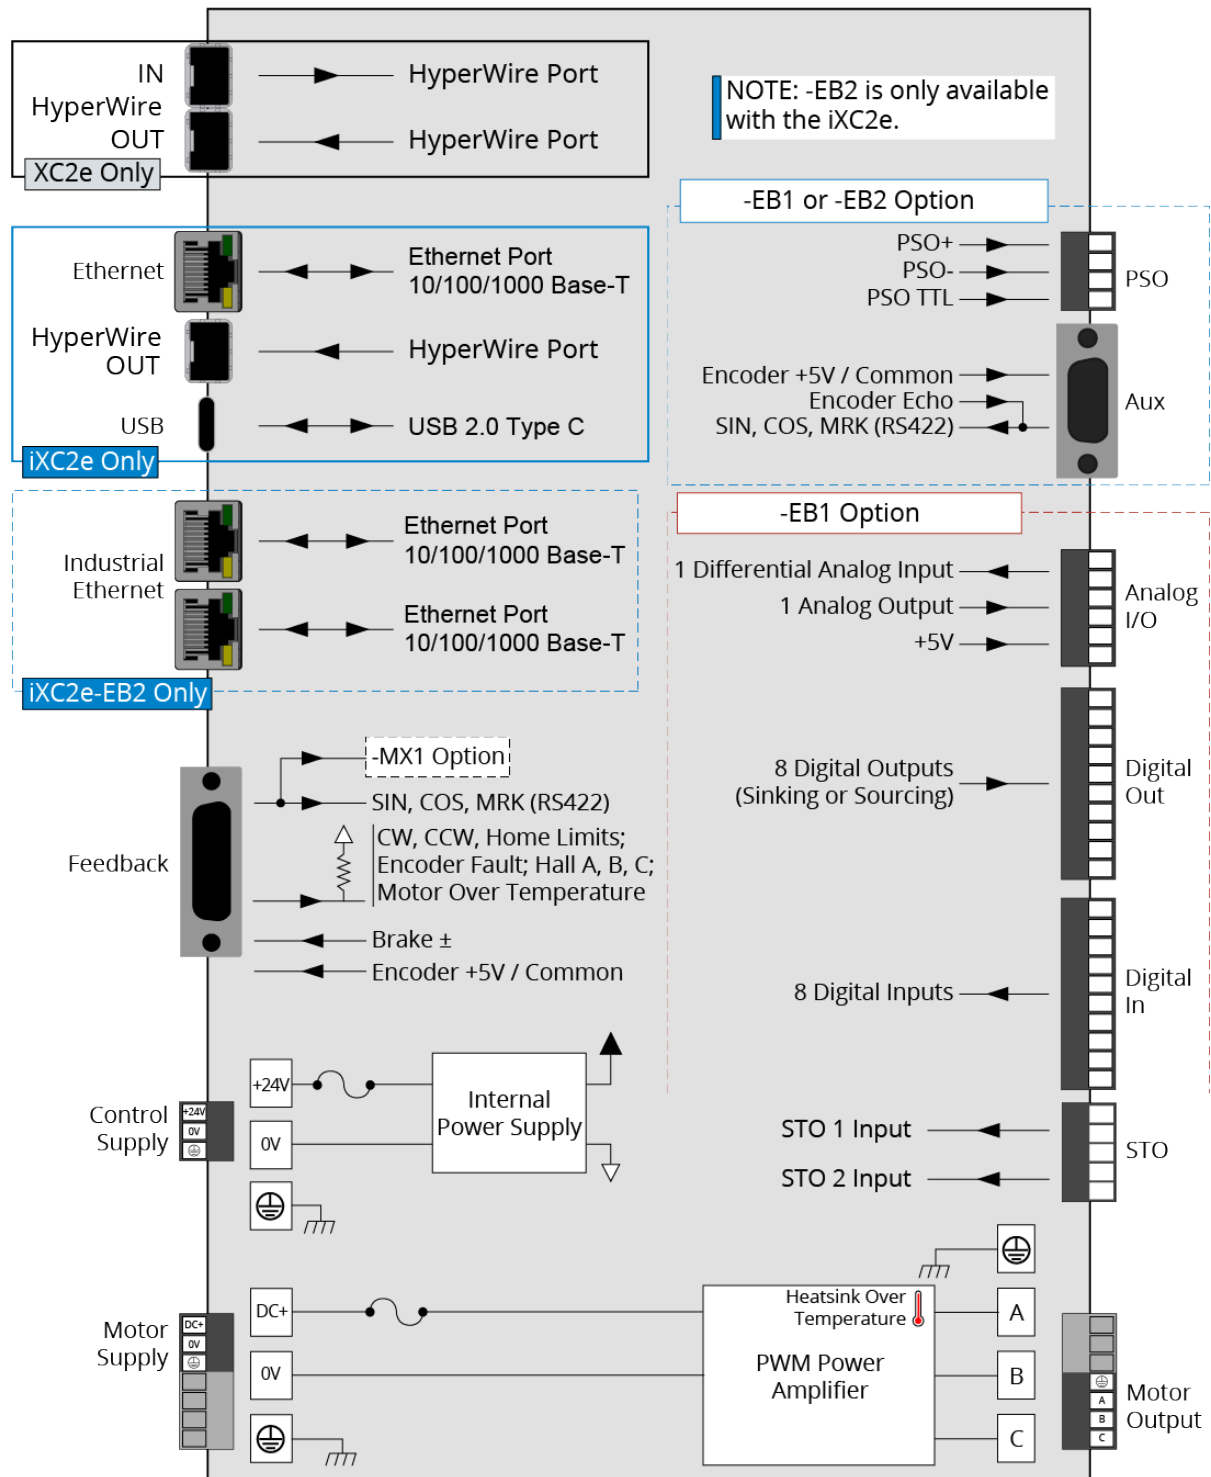 IN
HyperWire
OUT
HyperWire Port
HyperWire Port
XC2e Only
NOTE: -EB2 is only available
with the iXC2e.
Ethernet
Ethernet Port
10/100/1000 Base-T
HyperWire
OUT
HyperWire Port
USB
USB 2.0 Type C
iXC2e Only
-EB1 or -EB2 Option
PSO+
PSO-
PSO TTL
PSO
Encoder +5V / Common
Encoder Echo
SIN, COS, MRK (RS422)
Aux
Industrial
Ethernet
Ethernet Port
10/100/1000 Base-T
Ethernet Port
10/100/1000 Base-T
iXC2e-EB2 Only
-EB1 Option
1 Differential Analog Input
1 Analog Output
+5V
Analog
I/O
8 Digital Outputs
(Sinking or Sourcing)
Digital
Out
8 Digital Inputs
Digital
In
Feedback
-MX1 Option
SIN, COS, MRK (RS422)
CW, CCW, Home Limits;
Encoder Fault; Hall A, B, C;
Motor Over Temperature
Brake ±
Encoder +5V / Common
Control
Supply
+24V
0V
+24V
0V
Internal
Power Supply
STO 1 Input
STO 2 Input
STO
Motor
Supply
DC+
0V
DC+
0V
Heatsink Over
Temperature
PWM Power
Amplifier
A
B
C
A
B
C
Motor
Output